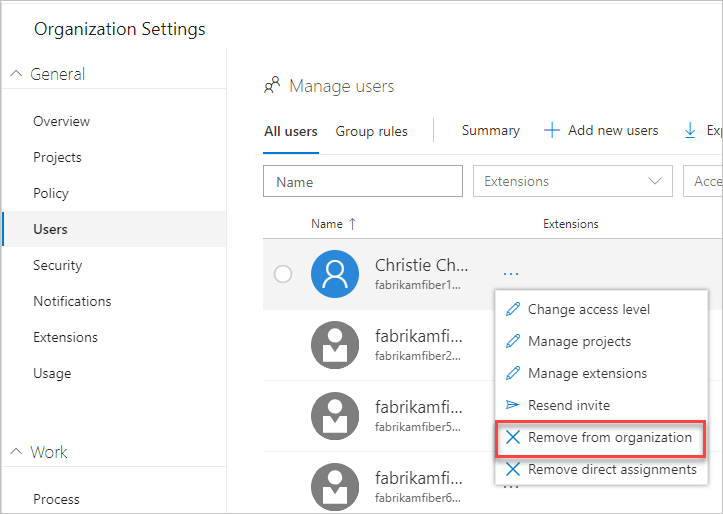 Organization Settings
General
Overview
Projects
Policy
Users
Security
Notifications
Extensions
Usage
Work
Process
Manage users
All users
Group rules
Summary
Add new users
Exp
Name
Extensions
Acce
Name ↑
Extensions
Christie Ch...
fabrikamfiber1...
...
fabrikamfi...
fabrikamfiber2...
fabrikamfi...
fabrikamfiber5...
fabrikamfi...
fabrikamfiber6...
Change access level
Manage projects
Manage extensions
Resend invite
Remove from organization
Remove direct assignments